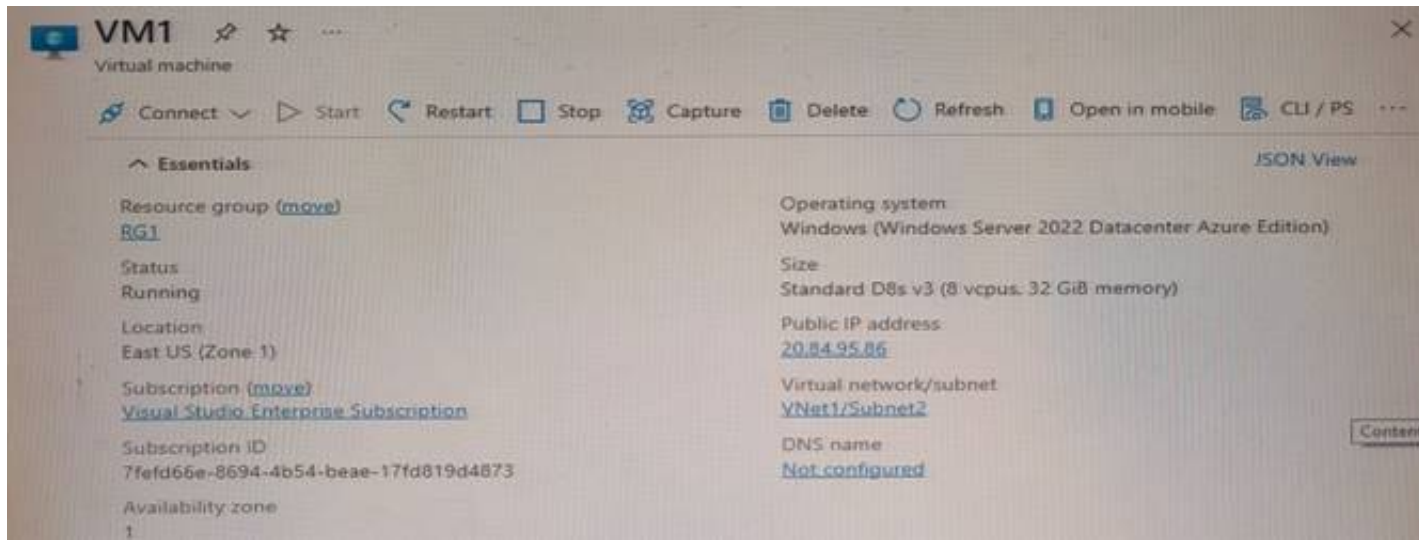 VM1
Virtual machine
Connect Start Restart Stop Capture Delete Refresh Open in mobile CLI / PS
Essentials
JSON View
Resource group (move)
RG1
Status
Running
Location
East US (Zone 1)
Subscription (move)
Visual Studio Enterprise Subscription
Subscription ID
7fefd66e-8694-4b54-beae-17fd819d4873
Availability zone
1
Operating system
Windows (Windows Server 2022 Datacenter Azure Edition)
Size
Standard D8s v3 (8 vcpus, 32 GiB memory)
Public IP address
20.84.95.86
Virtual network/subnet
VNet1/Subnet2
DNS name
Not configured